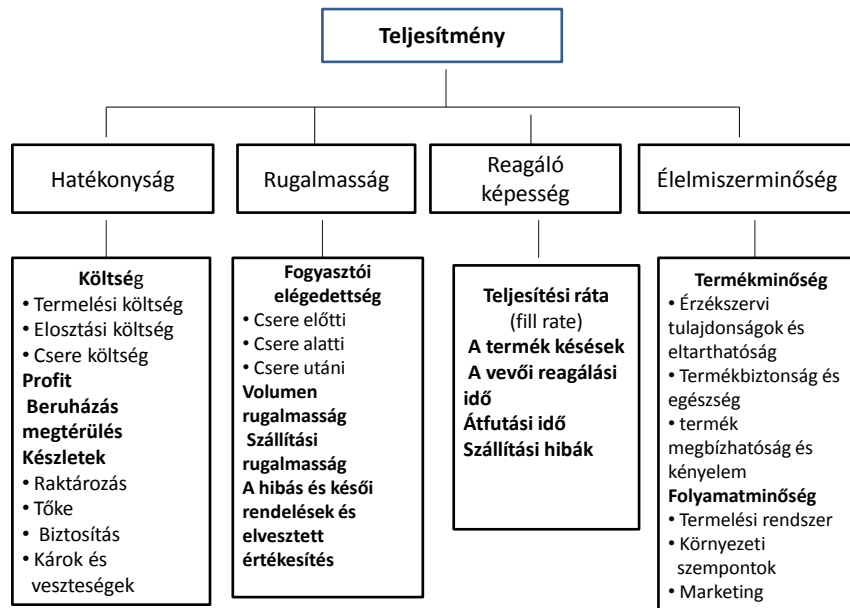 Teljesítmény
Hatékonyság
Rugalmasság
Reagáló
képesség
Élelmiszerminőség
Költség
• Termelési költség
• Elosztási költség
• Csere költség
Profit
Beruházás
megtérülés
Készletek
• Raktározás
• Tőke
• Biztosítás
• Károk és
veszteségek
Fogyasztói
elégedettség
• Csere előtti
• Csere alatti
• Csere utáni
Volumen
rugalmasság
Szállítási
rugalmasság
A hibás és késői
rendelések és
elvesztett
értékesítés
Teljesítési ráta
(fill rate)
A termék késések
A vevői reagálási
idő
Átfutási idő
Szállítási hibák
Termékminőség
• Érzékszervi
tulajdonságok és
eltarthatóság
• Termékbiztonság és
egészség
• termék
megbízhatóság és
kényelem
Folyamatminőség
• Termelési rendszer
• Környezeti
szempontok
• Marketing